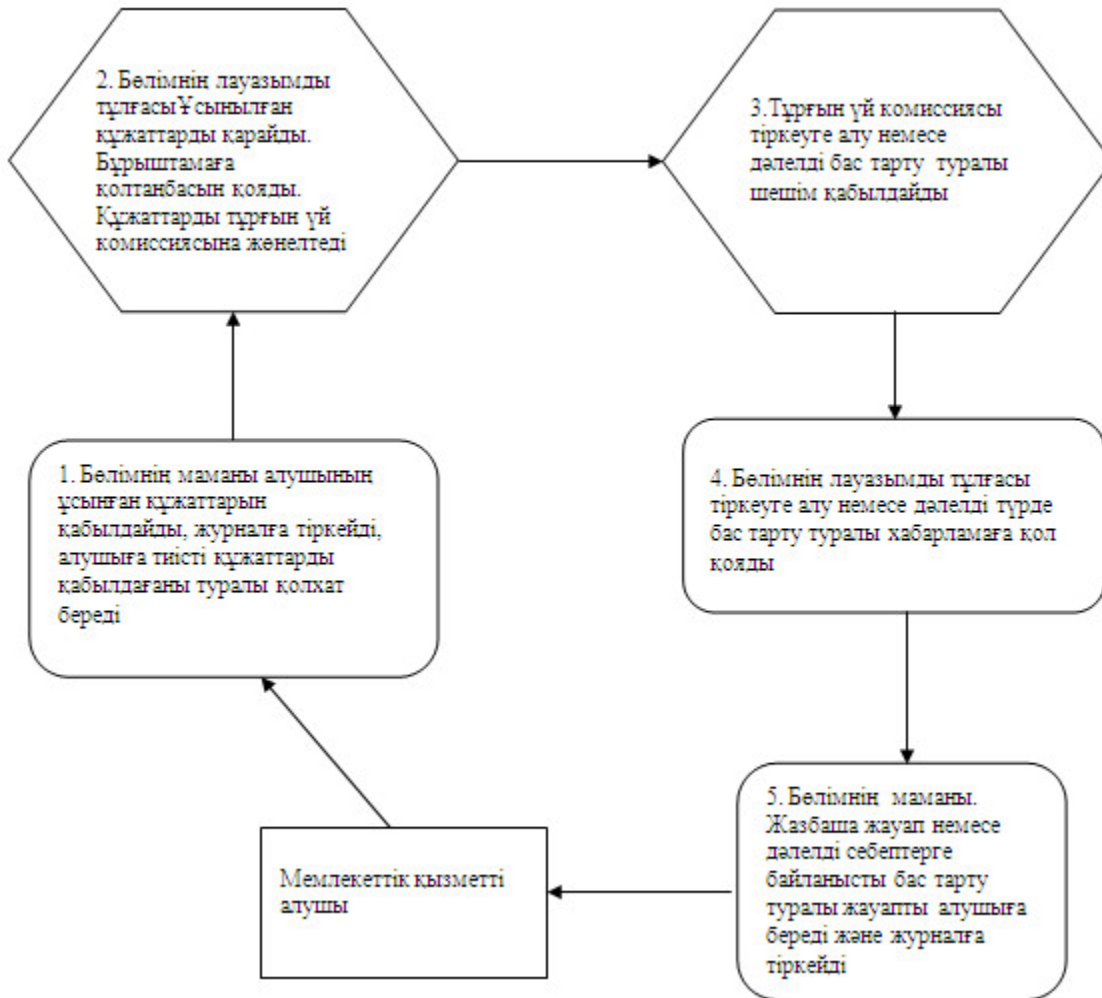 2. Бөлімнің лауазымды
тұлғасы Ұсынылған
құжаттарды қарайды.
Бұрыштамаға
қолтаңбасын қояды.
Құжаттарды тұрғын үй
комиссиясына жөнелтеді
3.Тұрғын үй комиссиясы
тіркеуге алу немесе
дәлелді бас тарту туралы
шешім қабылдайды
1. Бөлімнің маманы алушының
ұсынған құжаттарын
қабылдайды, журналға тіркейді,
алушыға тиісті құжаттарды
қабылдағаны туралы қолхат
береді
4. Бөлімнің лауазымды тұлғасы
тіркеуге алу немесе дәлелді түрде
бас тарту туралы хабарламаға қол
қояды
5. Бөлімнің маманы.
Жазбаша жауап немесе
дәлелді себептерге
байланысты бас тарту
туралы жауапты алушыға
береді және журналға
тіркейді
Мемлекеттік қызметті
алушы